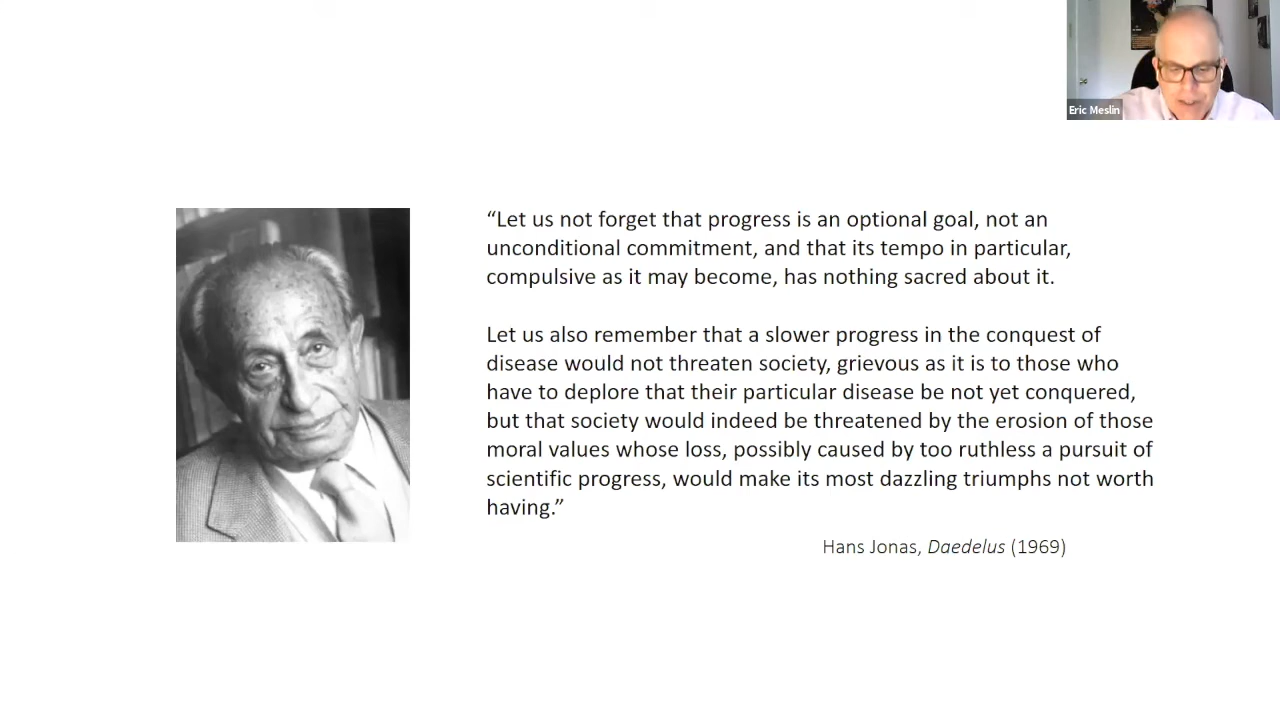 Eric Meslin
“Let us not forget that progress is an optional goal, not an
unconditional commitment, and that its tempo in particular,
compulsive as it may become, has nothing sacred about it.
Let us also remember that a slower progress in the conquest of
disease would not threaten society, grievous as it is to those who
have to deplore that their particular disease be not yet conquered,
but that society would indeed be threatened by the erosion of those
moral values whose loss, possibly caused by too ruthless a pursuit of
scientific progress, would make its most dazzling triumphs not worth
having.”
Hans Jonas, Daedelus (1969)